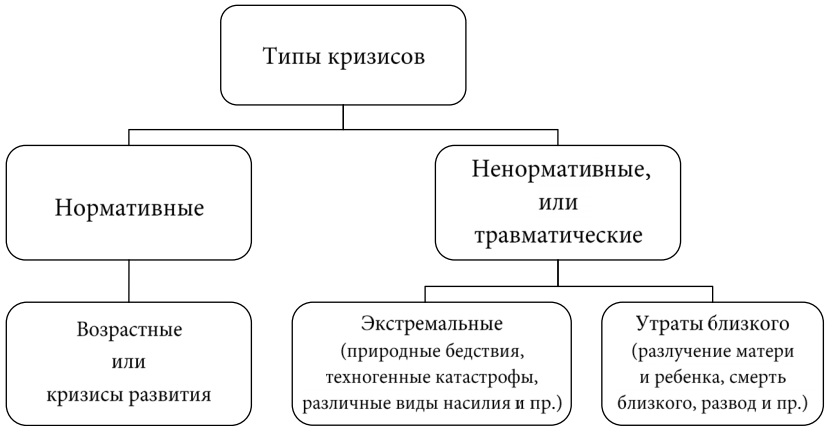 Типы кризисов
Нормативные
Ненормативные,
или
травматические
Возрастные
или
кризисы развития
Экстремальные
(природные бедствия,
техногенные катастрофы,
различные виды насилия и пр.)
Утраты близкого
(разлучение матери
и ребенка, смерть
близкого, развод и пр.)